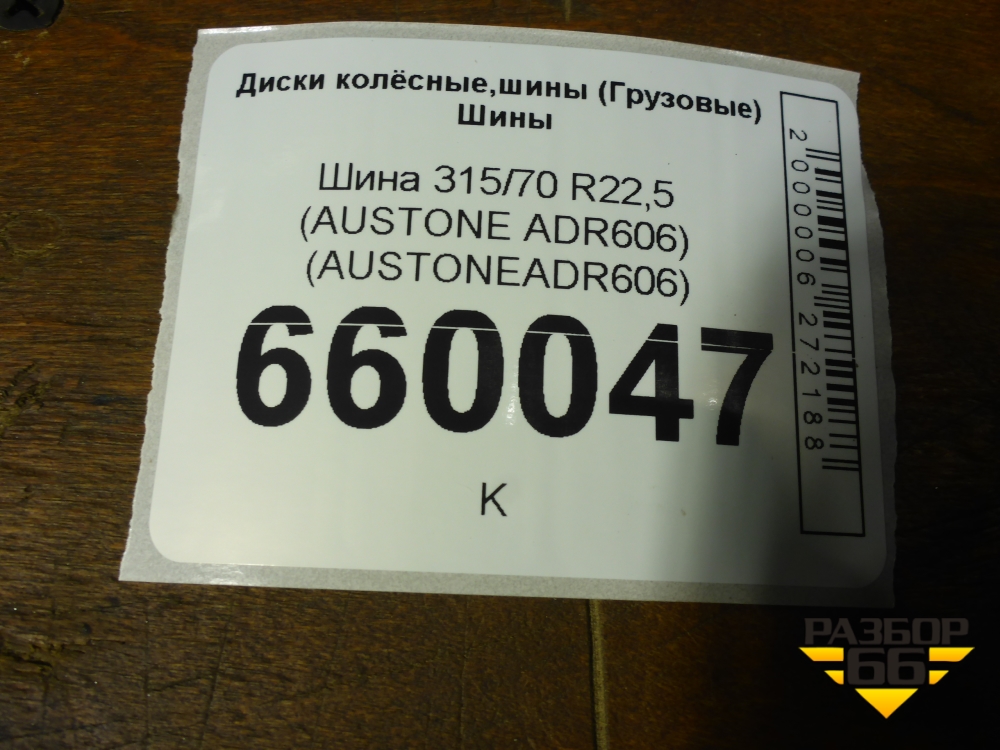 Диски колёсные,шины (Грузовые)
Шины
Шина 315/70 R22,5
(AUSTONE ADR606)
(AUSTONEADR606)
660047
K
2000006272188
РАЗБОР
66